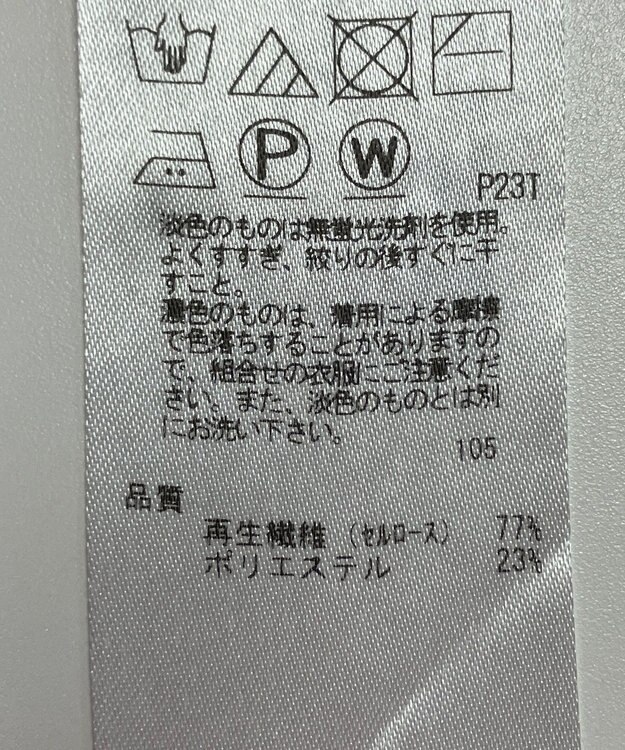 P W
P23T
淡色のものは無蛍光洗剤を使用。
よくすすぎ、絞りの後すぐに干
すこと。
濃色のものは、着用による摩擦
で色落ちすることがありますの
で、組合せの衣服にご注意くだ
さい。また、淡色のものとは別
にお洗い下さい。
105
品質
再生繊維（セルロース） 77%
ポリエステル 23%